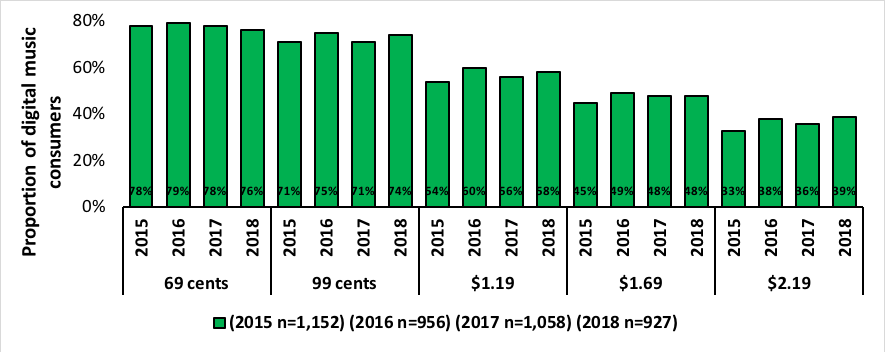 Proportion of digital music
consumers
80%
60%
40%
20%
0%
78% 79% 78% 76% 71% 75% 71% 74% 54% 60% 56% 58% 45% 49% 48% 48% 33% 38% 36% 39%
2015 2016 2017 2018 2015 2016 2017 2018 2015 2016 2017 2018 2015 2016 2017 2018 2015 2016 2017 2018
69 cents 99 cents $1.19 $1.69 $2.19
(2015 n=1,152) (2016 n=956) (2017 n=1,058) (2018 n=927)